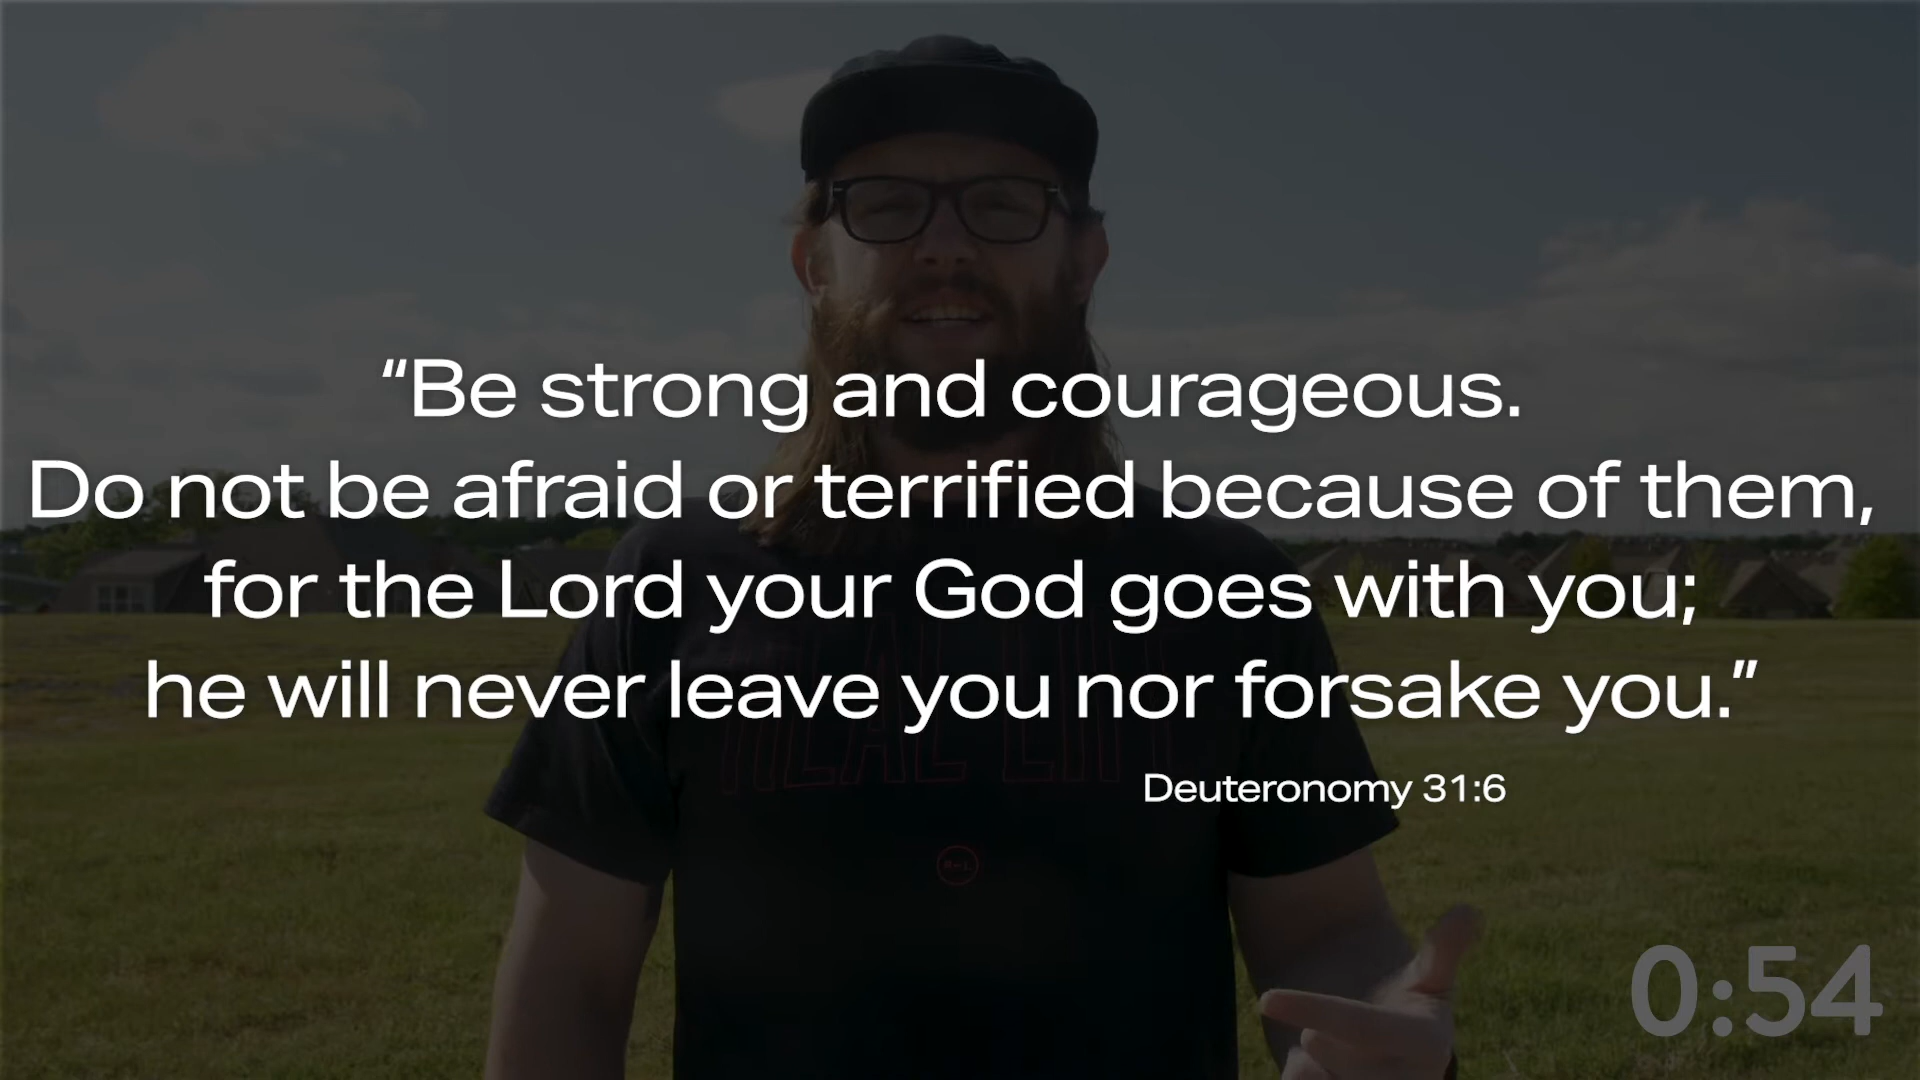 “Be strong and courageous.
Do not be afraid or terrified because of them,
for the Lord your God goes with you;
he will never leave you nor forsake you.”
Deuteronomy 31:6
0:54